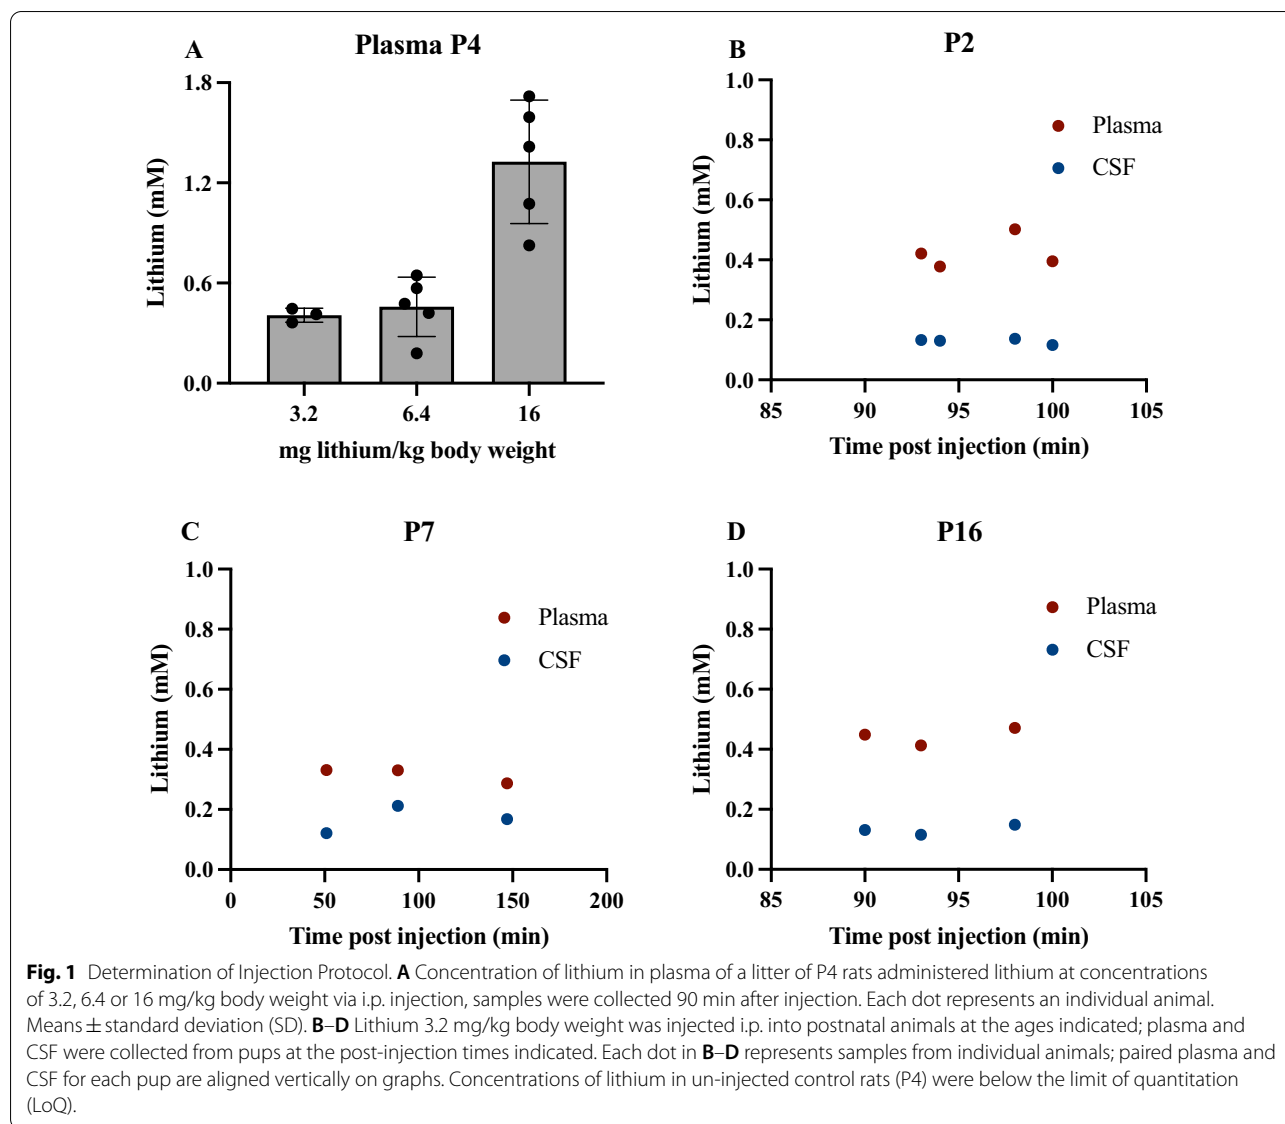 A
Plasma P4
Lithium (mM)
1.8
1.2
0.6
0.0
3.2 6.4 16
mg lithium/kg body weight
B
P2
Lithium (mM)
1.0
0.8
0.6
0.4
0.2
0.0
Plasma
CSF
85 90 95 100 105
Time post injection (min)
C
P7
Lithium (mM)
1.0
0.8
0.6
0.4
0.2
0.0
Plasma
CSF
0 50 100 150 200
Time post injection (min)
D
P16
Lithium (mM)
1.0
0.8
0.6
0.4
0.2
0.0
Plasma
CSF
85 90 95 100 105
Time post injection (min)
Fig. 1 Determination of Injection Protocol. A Concentration of lithium in plasma of a litter of P4 rats administered lithium at concentrations
of 3.2, 6.4 or 16 mg/kg body weight via i.p. injection, samples were collected 90 min after injection. Each dot represents an individual animal.
Means ± standard deviation (SD). B–D Lithium 3.2 mg/kg body weight was injected i.p. into postnatal animals at the ages indicated; plasma and
CSF were collected from pups at the post-injection times indicated. Each dot in B–D represents samples from individual animals; paired plasma and
CSF for each pup are aligned vertically on graphs. Concentrations of lithium in un-injected control rats (P4) were below the limit of quantitation
(LoQ).